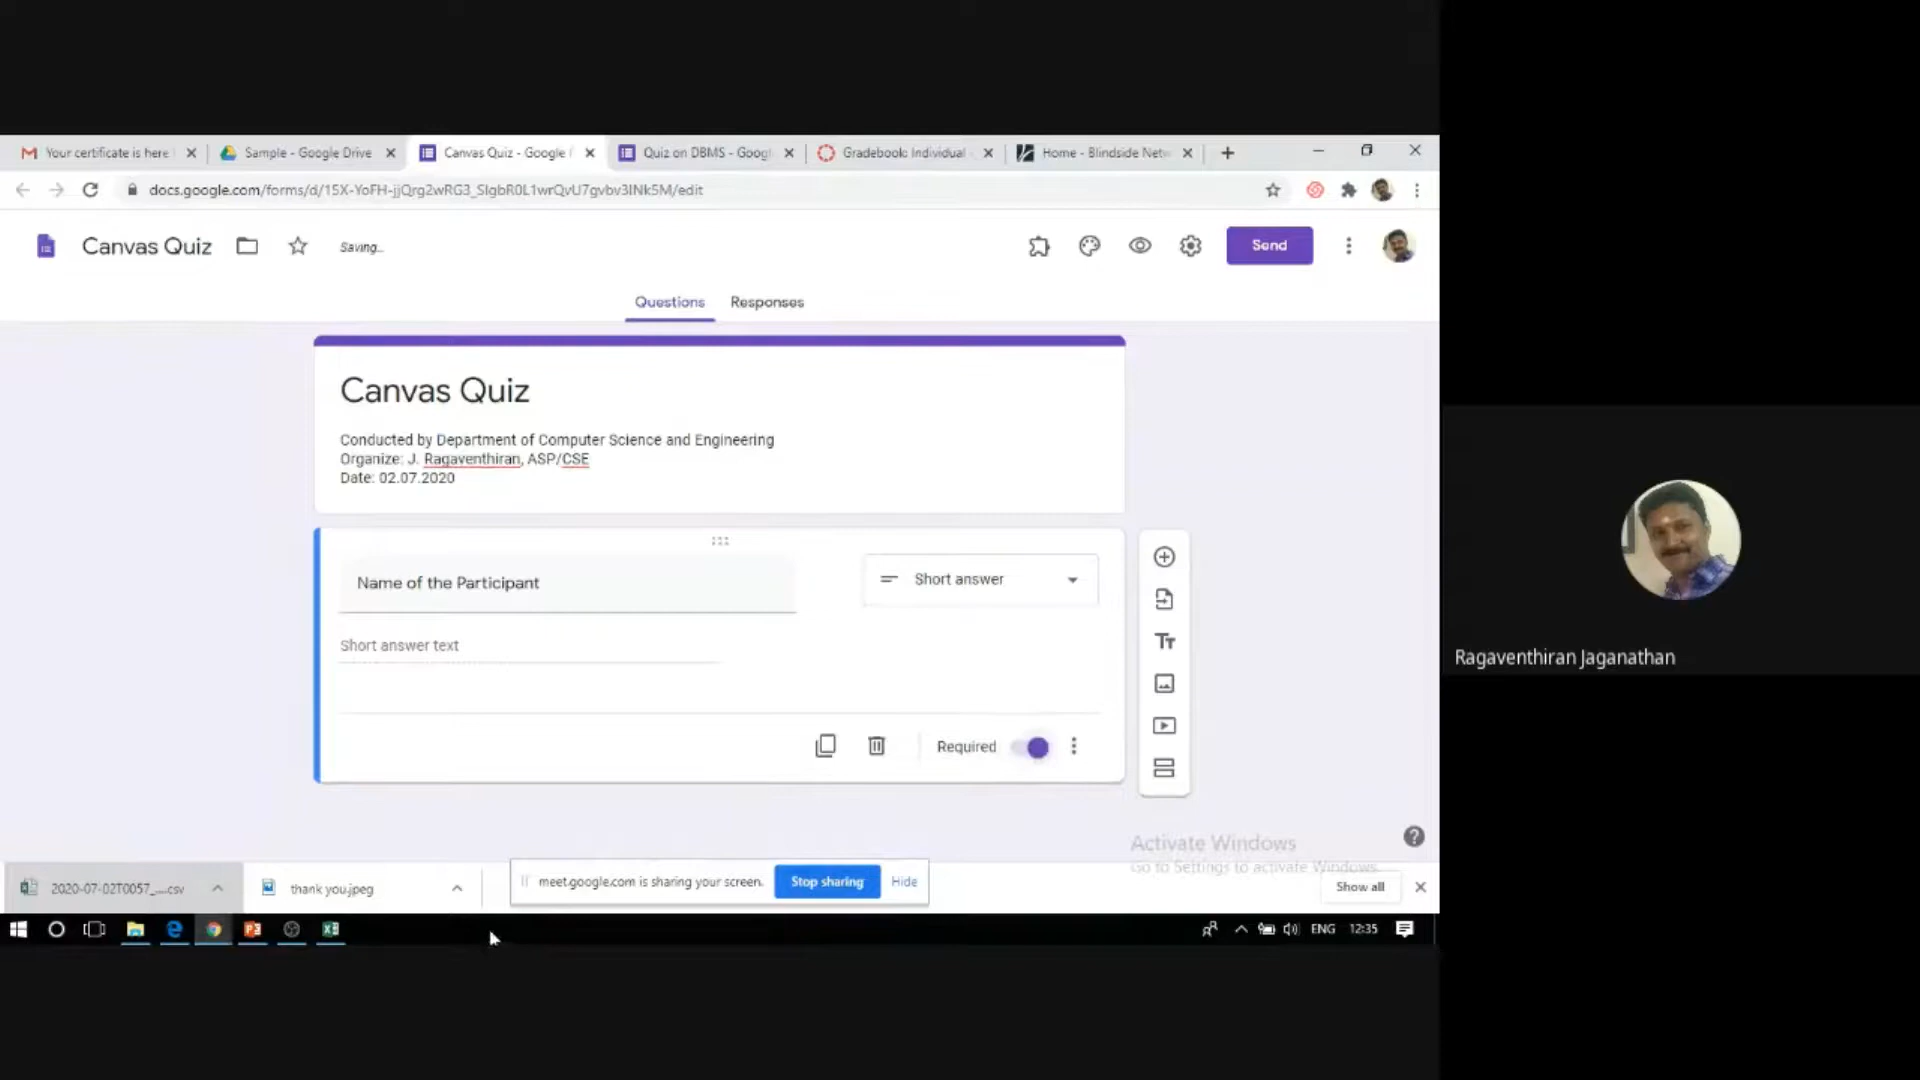 Your certificate is here
Sample - Google Drive
Canvas Quiz - Google F
Quiz on DBMS - Googl
Gradebook: Individual
Home - Blindside Netw
docs.google.com/forms/d/15X-YoFH-jjQrg2wRG3_SIgbR0L1wrQvU7gvbv3INk5M/edit
Canvas Quiz
Saving...
Send
Questions
Responses
Canvas Quiz
Conducted by Department of Computer Science and Engineering
Organize: J. Ragaventhiran, ASP/CSE
Date: 02.07.2020
Name of the Participant
Short answer
Short answer text
Required
Ragaventhiran Jaganathan
Activate Windows
Go to Settings to activate Windows.
2020-07-02T0057_....csv
thank you.jpeg
meet.google.com is sharing your screen.
Stop sharing
Hide
Show all
ENG
12:35